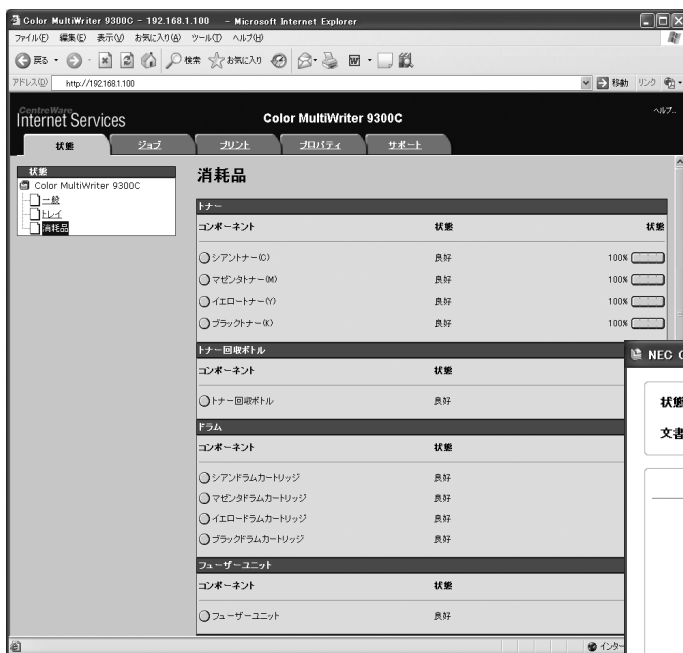 Color MultiWriter 9300C - 192.168.1.100 - Microsoft Internet Explorer
ファイル(F) 編集(E) 表示(V) お気に入り(A) ツール(T) ヘルプ(H)
戻る 検索 お気に入り
アドレス(D) http://192.168.1.100 移動 リンク
CentreWare
Internet Services
Color MultiWriter 9300C
ヘルプ...
状態 ジョブ プリント プロパティ サポート
状態
Color MultiWriter 9300C
一般
トレイ
消耗品
消耗品
トナー
コンポーネント 状態 状態
シアントナー(C) 良好 100%
マゼンタトナー(M) 良好 100%
イエロートナー(Y) 良好 100%
ブラックトナー(K) 良好 100%
トナー回収ボトル
コンポーネント 状態
トナー回収ボトル 良好
ドラム
コンポーネント 状態
シアンドラムカートリッジ 良好
マゼンタドラムカートリッジ 良好
イエロードラムカートリッジ 良好
ブラックドラムカートリッジ 良好
フューザーユニット
コンポーネント 状態
フューザーユニット 良好
インター
NEC
状態
文書